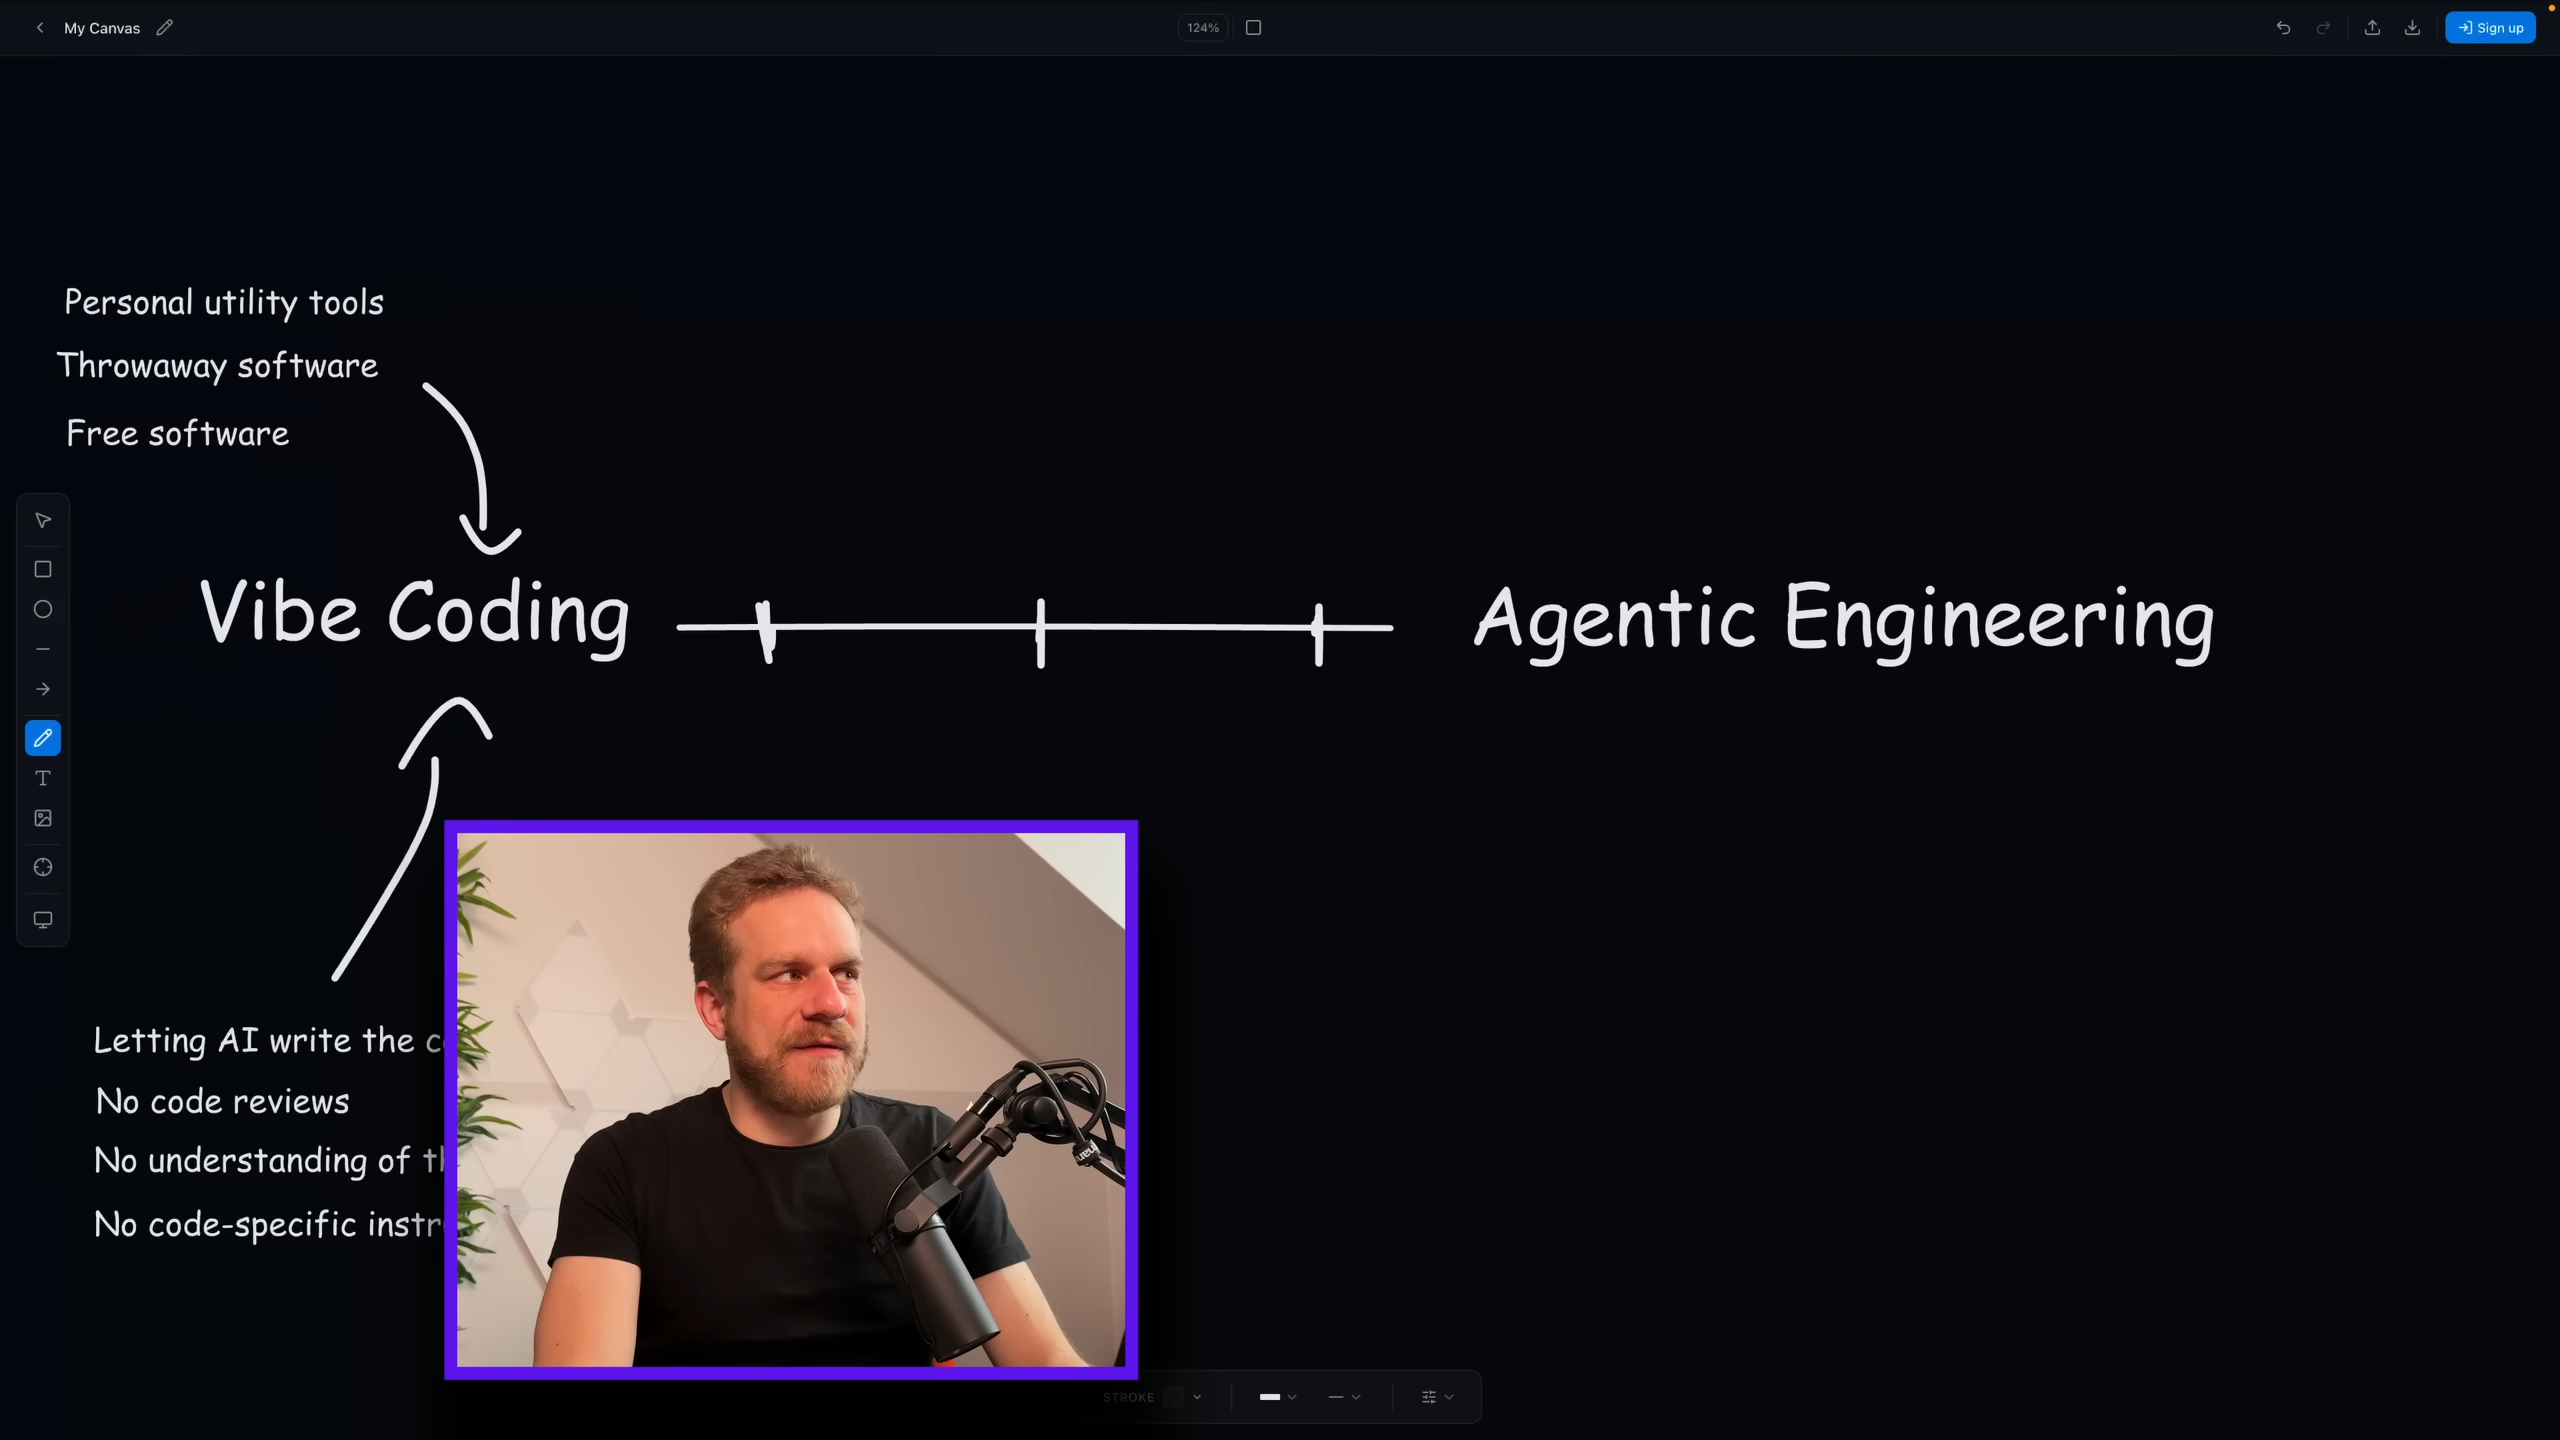 My Canvas
124%
Sign up
Personal utility tools
Throwaway software
Free software
Vibe Coding
Agentic Engineering
Letting AI write the
No code reviews
No understanding of
No code-specific
STROKE